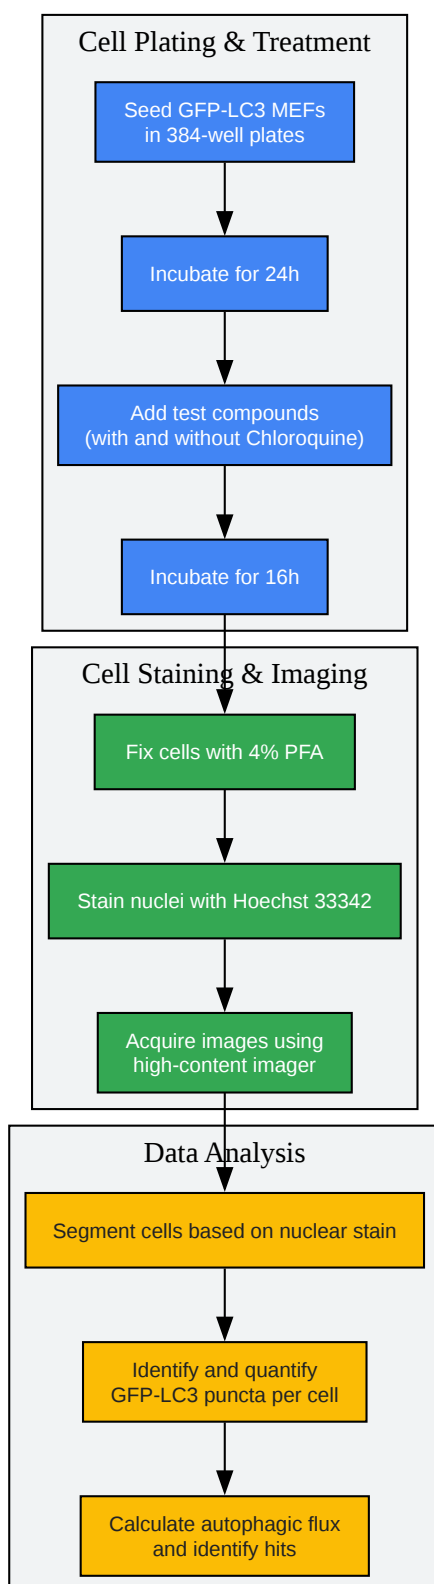 Cell Plating & Treatment
Seed GFP-LC3 MEFs
in 384-well plates
Incubate for 24h
Add test compounds
(with and without Chloroquine)
Incubate for 16h
Cell Staining & Imaging
Fix cells with 4% PFA
Stain nuclei with Hoechst 33342
Acquire images using
high-content imager
Data Analysis
Segment cells based on nuclear stain
Identify and quantify
GFP-LC3 puncta per cell
Calculate autophagic flux
and identify hits